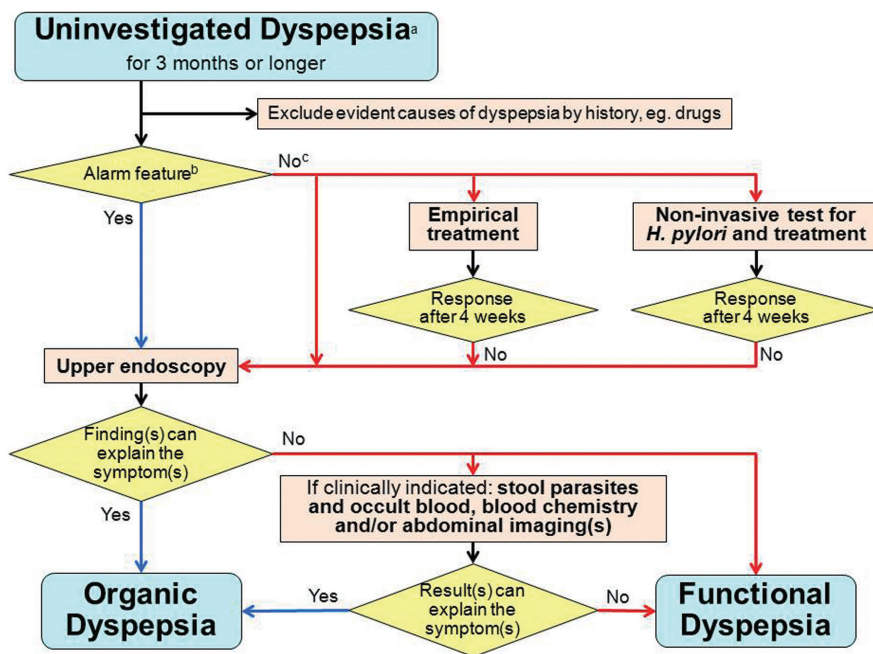 Uninvestigated Dyspepsiaᵃ
for 3 months or longer
Exclude evident causes of dyspepsia by history, eg. drugs
Alarm featureᵇ
Noᶜ
Yes
Empirical
treatment
Non-invasive test for
H. pylori and treatment
Response
after 4 weeks
Response
after 4 weeks
No
No
Upper endoscopy
Finding(s) can
explain the
symptom(s)
No
If clinically indicated: stool parasites
and occult blood, blood chemistry
and/or abdominal imaging(s)
Yes
Organic
Dyspepsia
Yes
Result(s) can
explain the
symptom(s)
No
Functional
Dyspepsia